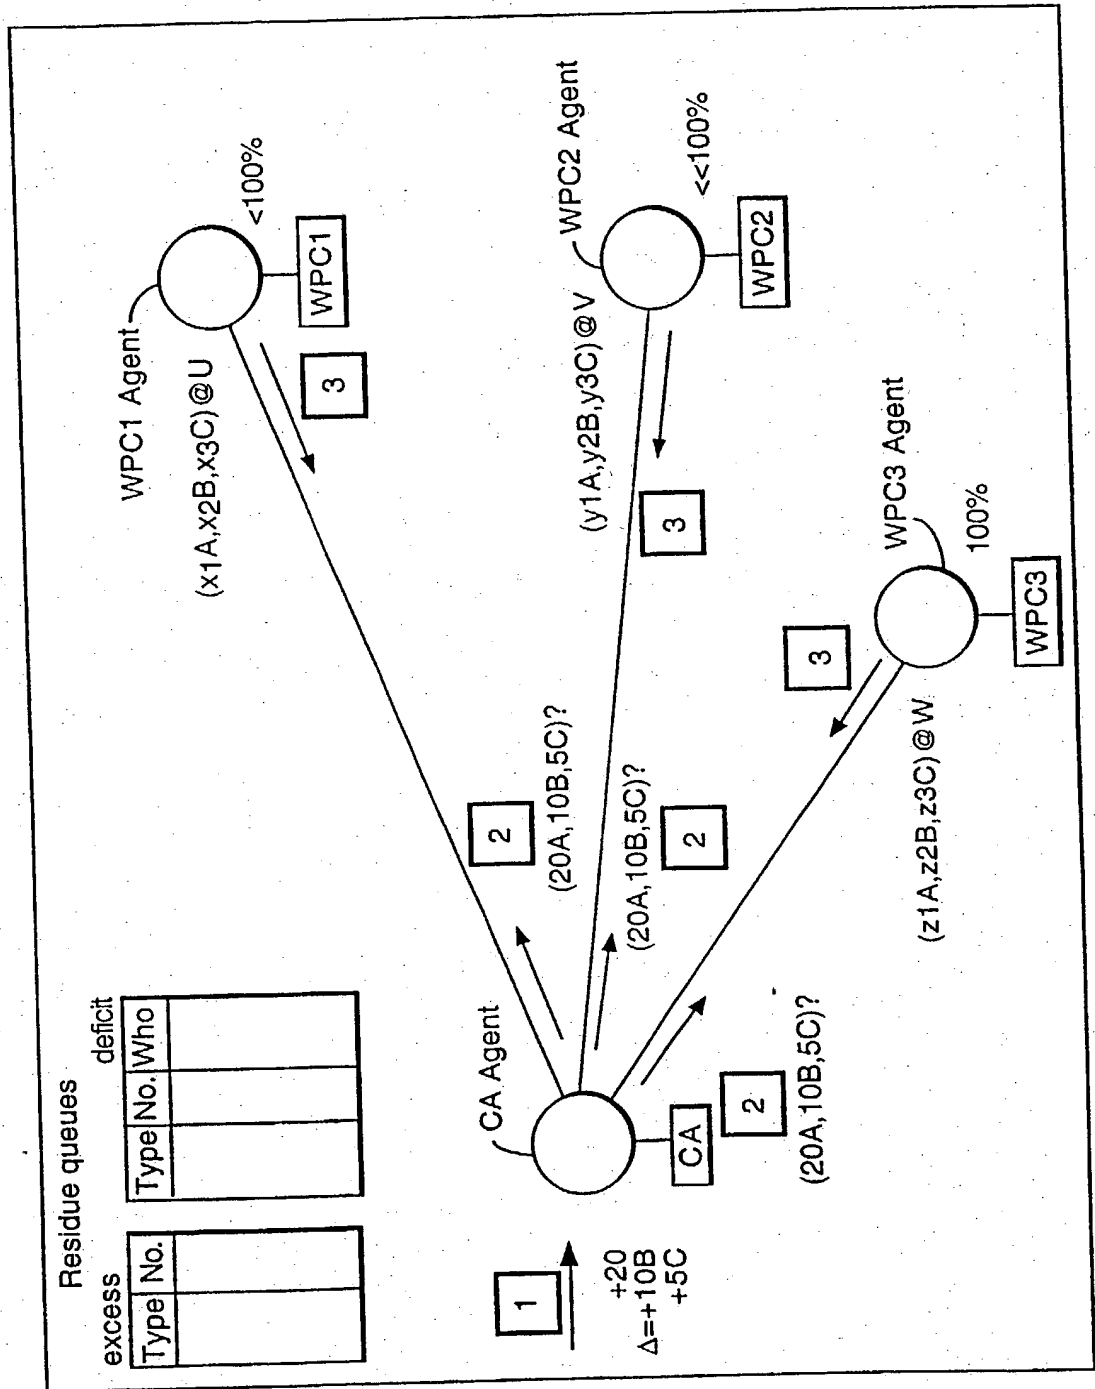 Residue queues
excess
Type No.
deficit
Type No. Who
1
+20
Δ=+10B
+5C
CA Agent
CA
2
(20A,10B,5C)?
2
(20A,10B,5C)?
2
(20A,10B,5C)?
WPC1 Agent
(x1A,x2B,x3C)@U
<100%
WPC1
3
WPC2 Agent
(y1A,y2B,y3C)@V
<<100%
WPC2
3
WPC3 Agent
(z1A,z2B,z3C)@W
100%
WPC3
3